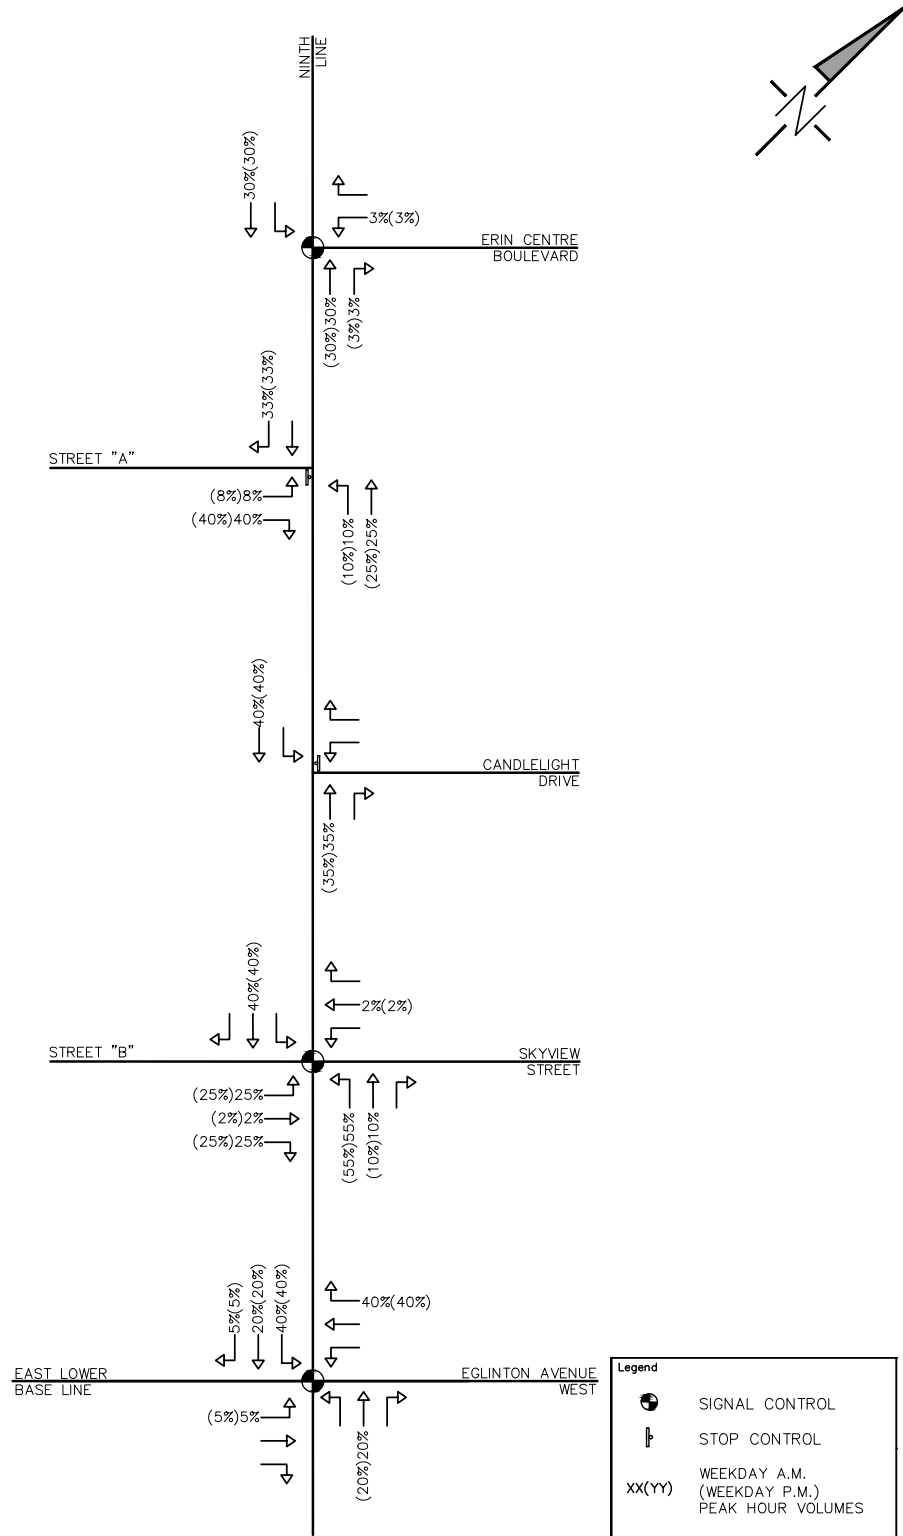 NINTH
LINE
30%(30%)
3%(3%)
ERIN CENTRE
BOULEVARD
(30%)30%
(3%)3%
33%(33%)
STREET "A"
(8%)8%
(40%)40%
(10%)10%
(25%)25%
40%(40%)
CANDLELIGHT
DRIVE
(35%)35%
40%(40%)
2%(2%)
STREET "B"
SKYVIEW
STREET
(25%)25%
(2%)2%
(25%)25%
(55%)55%
(10%)10%
5%(5%)
20%(20%)
40%(40%)
40%(40%)
EAST LOWER
BASE LINE
EGLINTON AVENUE
WEST
(5%)5%
(20%)20%
N
Legend
SIGNAL CONTROL
STOP CONTROL
XX(YY)
WEEKDAY A.M.
(WEEKDAY P.M.)
PEAK HOUR VOLUMES